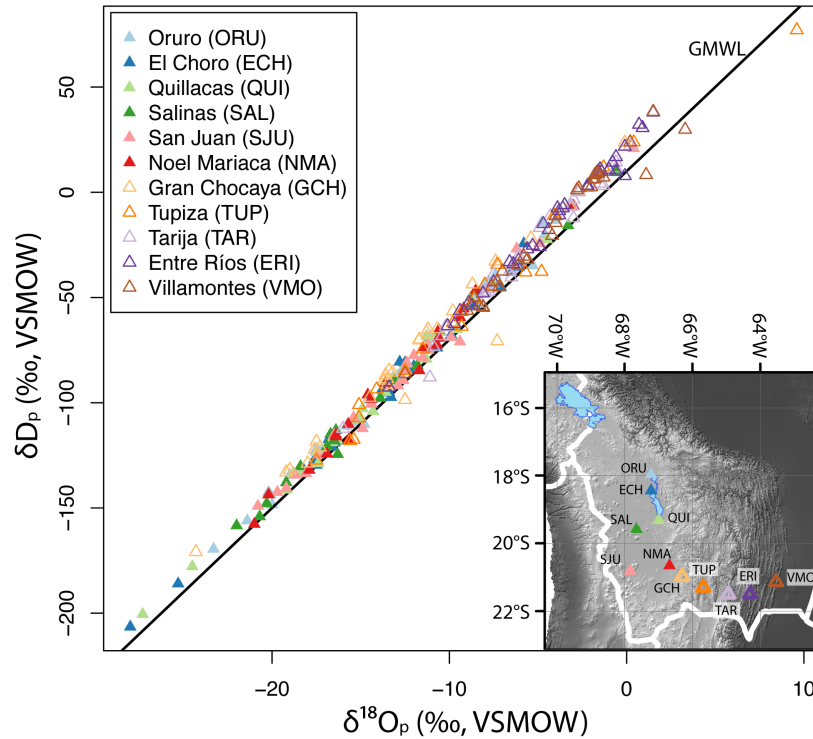 50
0
−50
−100
−150
−200
δDₚ (‰, VSMOW)
Oruro (ORU)
El Choro (ECH)
Quillacas (QUI)
Salinas (SAL)
San Juan (SJU)
Noel Mariaca (NMA)
Gran Chocaya (GCH)
Tupiza (TUP)
Tarija (TAR)
Entre Ríos (ERI)
Villamontes (VMO)
GMWL
70°W 68°W 66°W 64°W
16°S
18°S
20°S
22°S
ORU
ECH
SAL QUI
SJU NMA
GCH TUP ERI VMO
TAR
−20 −10 0 10
δ¹⁸Oₚ (‰, VSMOW)